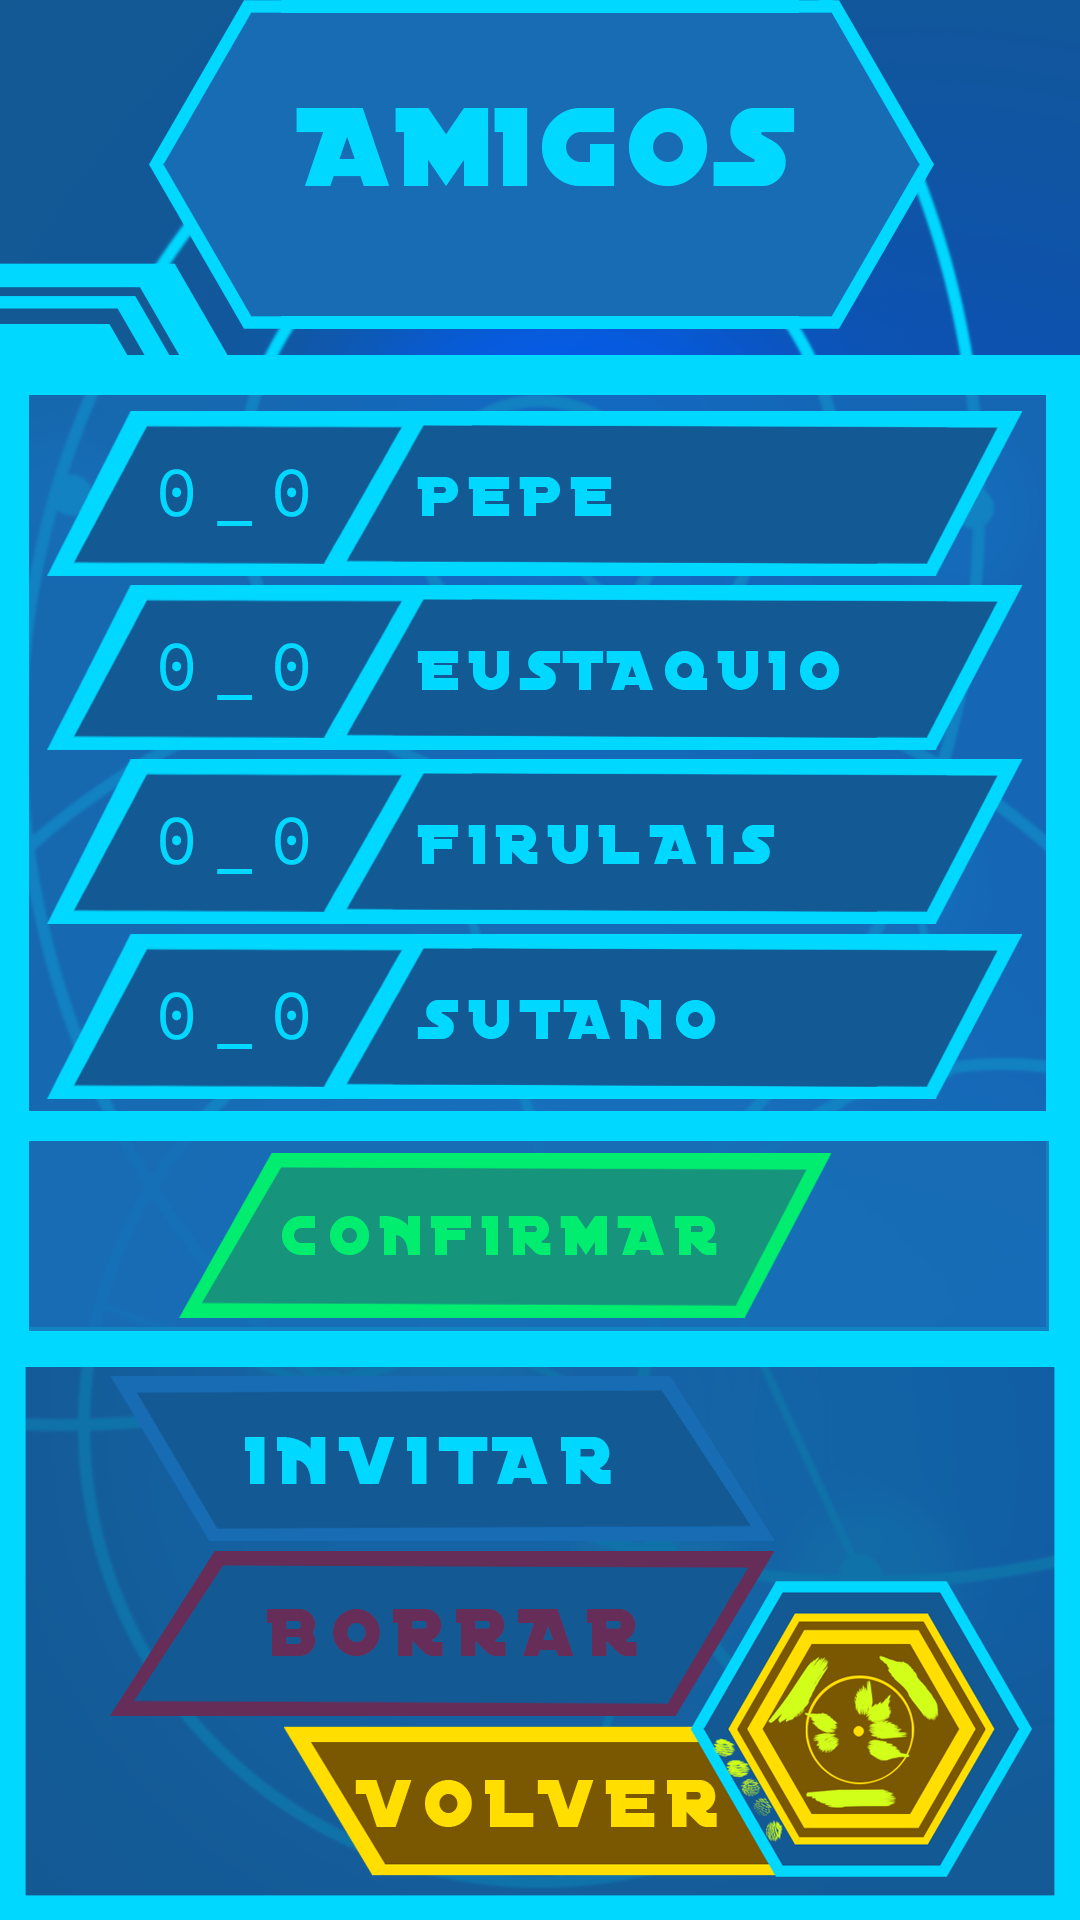 AMIGOS
0_0 PEPE
0_0 EUSTAQUIO
0_0 FIRULAIS
0_0 SUTANO
CONFIRMAR
INVITAR
BORRAR
VOLVER